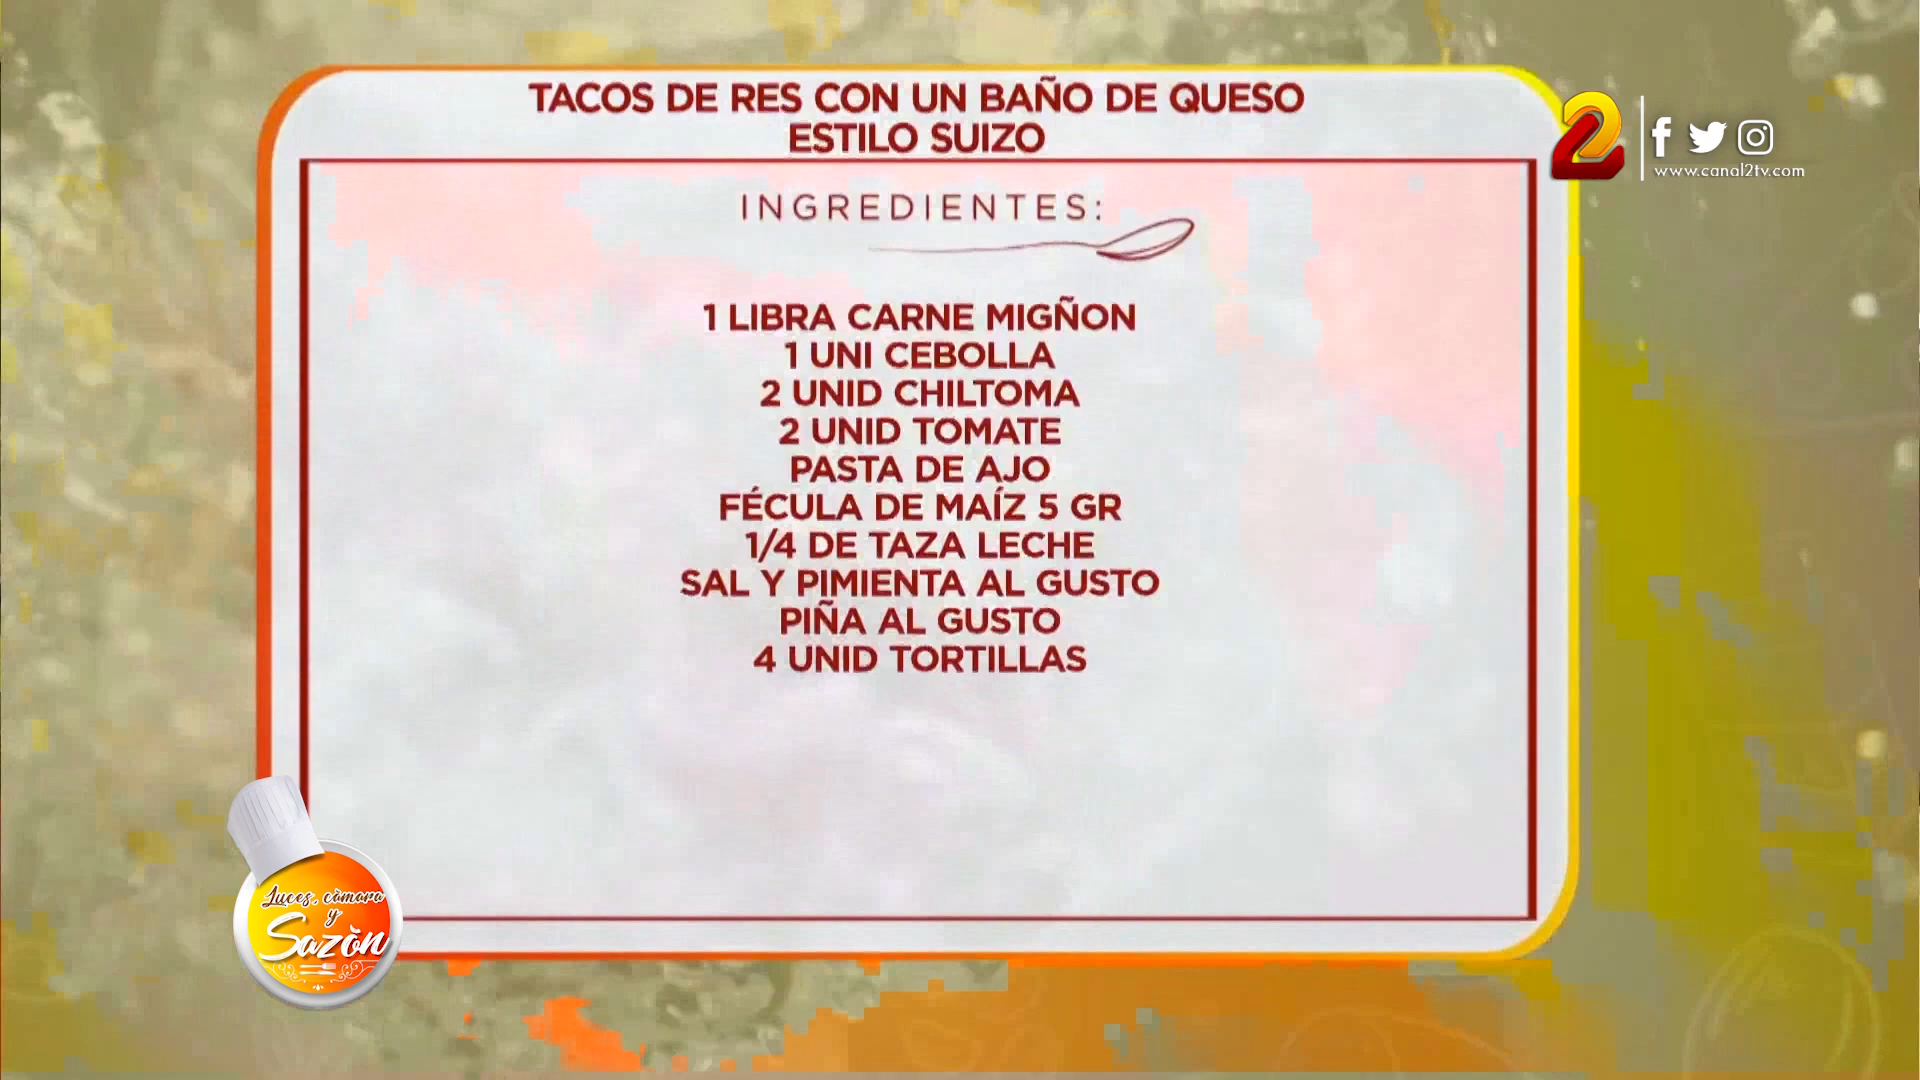 TACOS DE RES CON UN BAÑO DE QUESO
ESTILO SUIZO
www.canal2tv.com
INGREDIENTES:
1 LIBRA CARNE MIGÑON
1 UNI CEBOLLA
2 UNID CHILTOMA
2 UNID TOMATE
PASTA DE AJO
FÉCULA DE MAÍZ 5 GR
1/4 DE TAZA LECHE
SAL Y PIMIENTA AL GUSTO
PIÑA AL GUSTO
4 UNID TORTILLAS
Luces, càmara
y
Sazòn